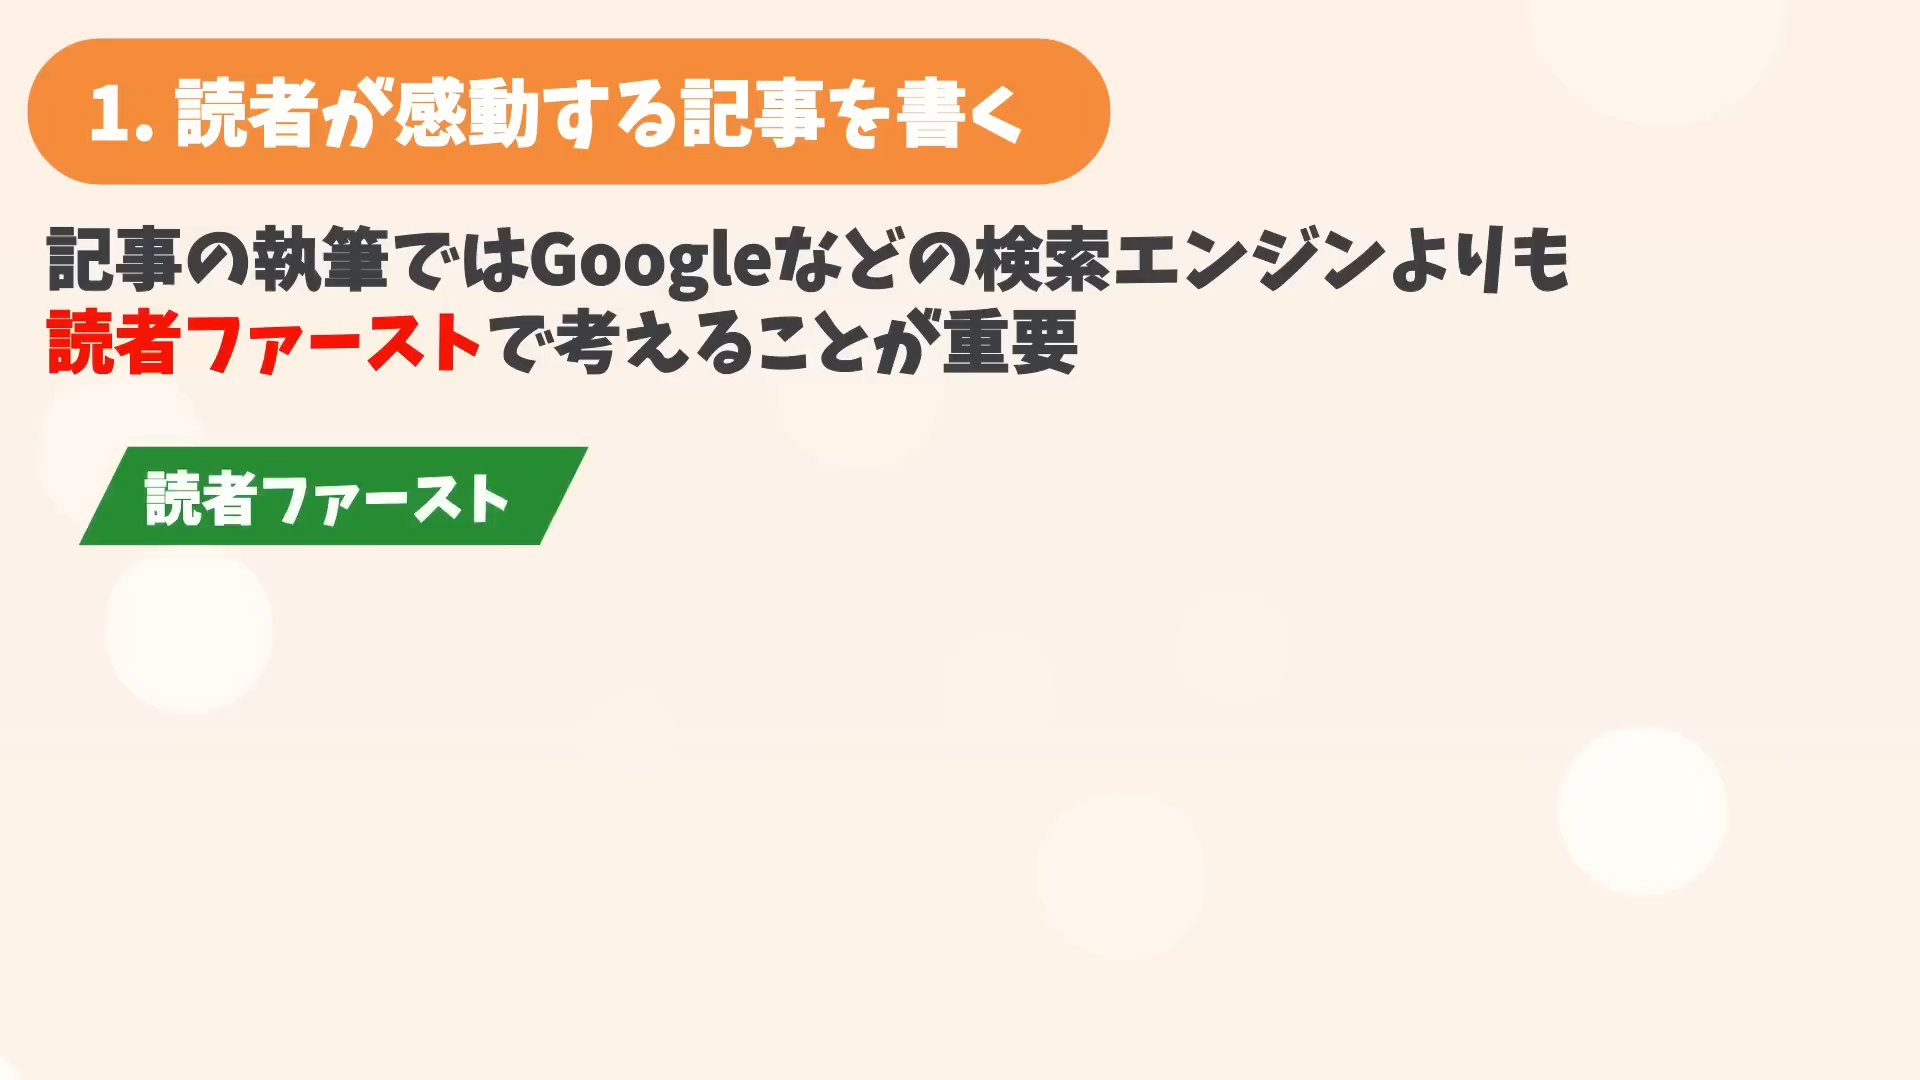 1. 読者が感動する記事を書く
記事の執筆ではGoogleなどの検索エンジンよりも
読者ファーストで考えることが重要
読者ファースト